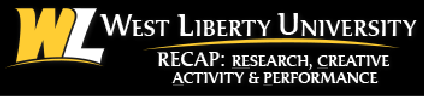 WL WEST LIBERTY UNIVERSITY
RECAP: RESEARCH, CREATIVE
ACTIVITY & PERFORMANCE